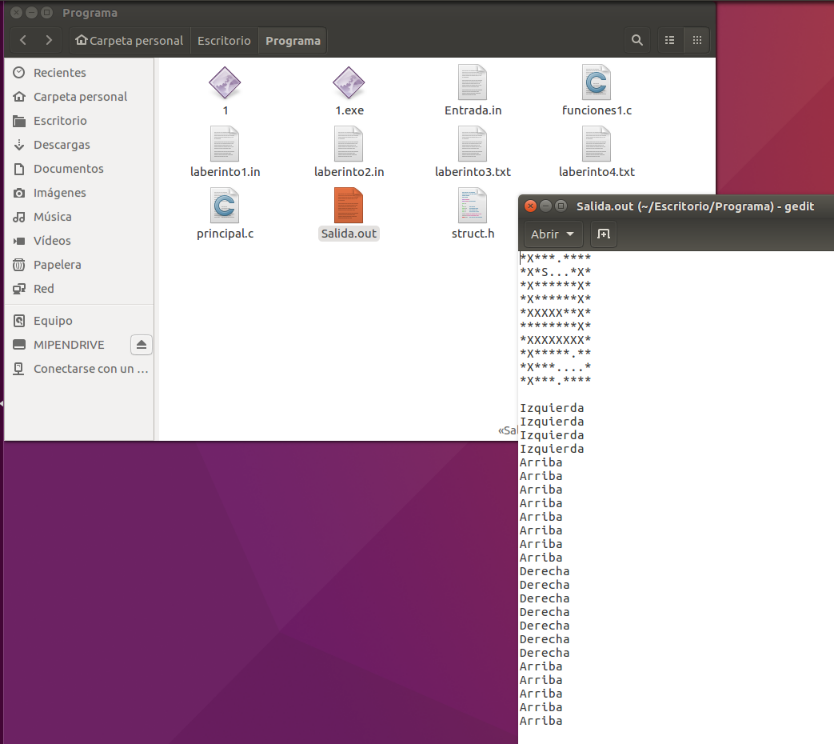 Programa
Carpeta personal
Escritorio
Programa
Recientes
Carpeta personal
Escritorio
Descargas
Documentos
Imágenes
Música
Vídeos
Papelera
Red
Equipo
MIPENDRIVE
Conectarse con un ...
1
1.exe
Entrada.in
funciones1.c
laberinto1.in
laberinto2.in
laberinto3.txt
laberinto4.txt
principal.c
Salida.out
struct.h
«Sa
Salida.out (~/Escritorio/Programa) - gedit
Abrir
*X***.****
*X*S...*X*
*X******X*
*X******X*
*XXXXX**X*
********X*
*XXXXXXXX*
*X*****.**
*X***....*
*X***.****
Izquierda
Izquierda
Izquierda
Izquierda
Arriba
Arriba
Arriba
Arriba
Arriba
Arriba
Arriba
Arriba
Derecha
Derecha
Derecha
Derecha
Derecha
Derecha
Derecha
Arriba
Arriba
Arriba
Arriba
Arriba